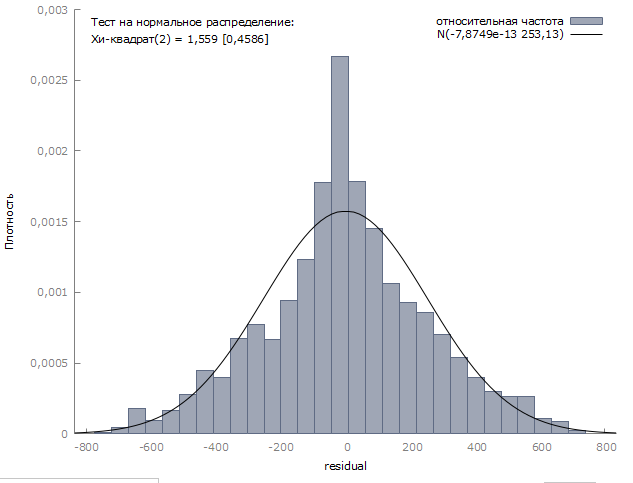 0,003
0,0025
0,002
0,0015
0,001
0,0005
0
Плотность
Тест на нормальное распределение:
Хи-квадрат(2) = 1,559 [0,4586]
относительная частота
N(-7,8749e-13 253,13)
-800 -600 -400 -200 0 200 400 600 800
residual